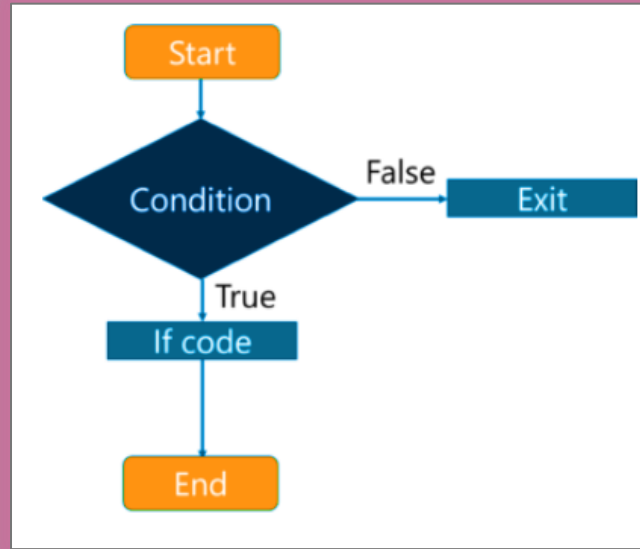 Start
Condition
False
Exit
True
If code
End